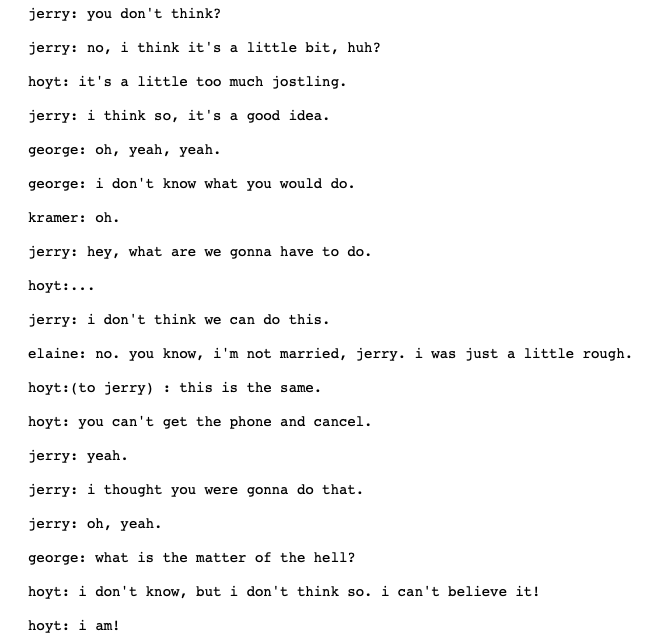 jerry: you don't think?
jerry: no, i think it's a little bit, huh?
hoyt: it's a little too much jostling.
jerry: i think so, it's a good idea.
george: oh, yeah, yeah.
george: i don't know what you would do.
kramer: oh.
jerry: hey, what are we gonna have to do.
hoyt:...
jerry: i don't think we can do this.
elaine: no. you know, i'm not married, jerry. i was just a little rough.
hoyt:(to jerry) : this is the same.
hoyt: you can't get the phone and cancel.
jerry: yeah.
jerry: i thought you were gonna do that.
jerry: oh, yeah.
george: what is the matter of the hell?
hoyt: i don't know, but i don't think so. i can't believe it!
hoyt: i am!